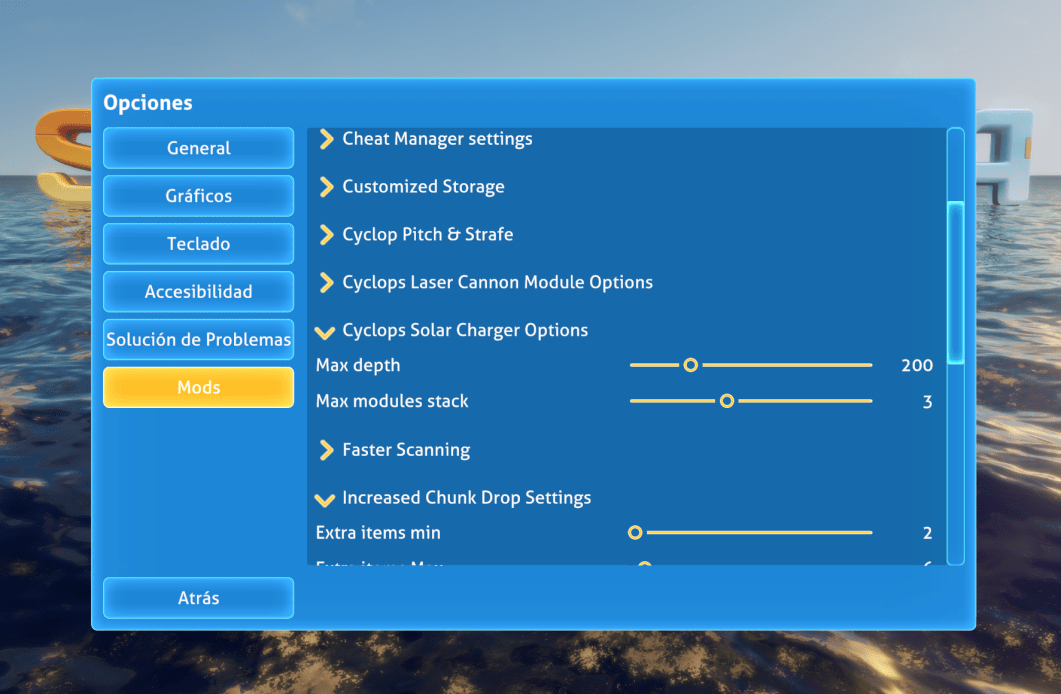 Opciones
General
Gráficos
Teclado
Accesibilidad
Solución de Problemas
Mods
Atrás
Cheat Manager settings
Customized Storage
Cyclop Pitch & Strafe
Cyclops Laser Cannon Module Options
Cyclops Solar Charger Options
Max depth 200
Max modules stack 3
Faster Scanning
Increased Chunk Drop Settings
Extra items min 2